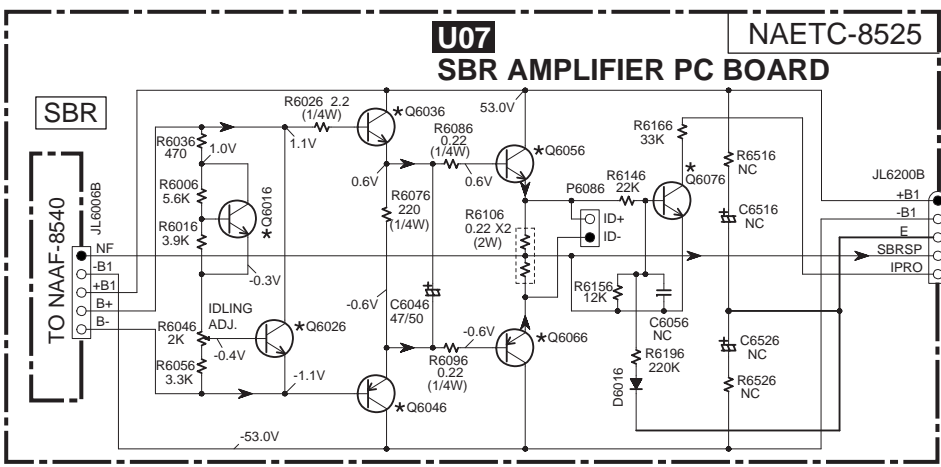 U07
NAETC-8525
SBR AMPLIFIER PC BOARD
SBR
TO NAAF-8540
JL6006B
NF
-B1
+B1
B+
B-
R6036
470
1.0V
R6006
5.6K
R6016
3.9K
*Q6016
-0.3V
IDLING
ADJ.
R6046
2K
-0.4V
R6056
3.3K
*Q6026
-1.1V
1.1V
R6026 2.2
(1/4W)
*Q6036
0.6V
R6076
220
(1/4W)
-0.6V
C6046
47/50
*Q6046
-53.0V
R6086
0.22
(1/4W)
0.6V
53.0V
*Q6056
R6106
0.22 X2
(2W)
-0.6V
R6096
0.22
(1/4W)
*Q6066
P6086
ID+
ID-
R6146
22K
R6166
33K
*Q6076
R6156
12K
C6056
NC
R6196
220K
D6016
R6516
NC
C6516
NC
C6526
NC
R6526
NC
JL6200B
+B1
-B1
E
SBRSP
IPRO